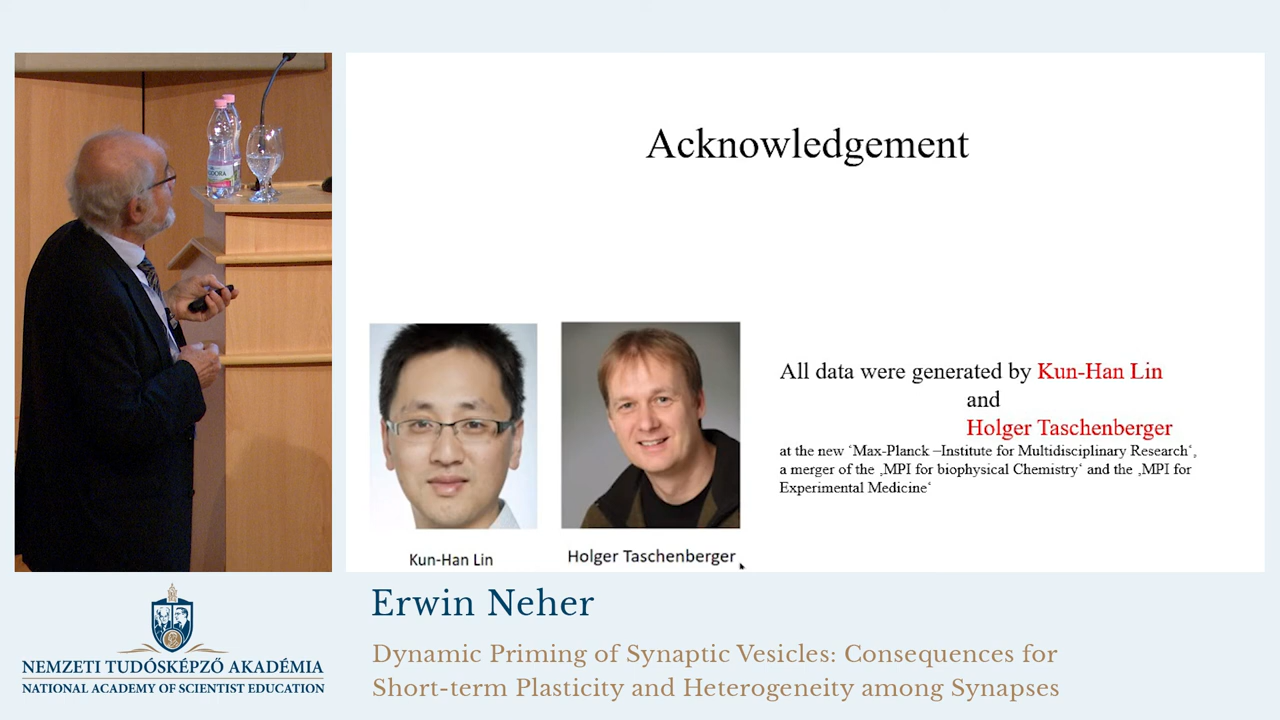 Acknowledgement
All data were generated by Kun-Han Lin
and
Holger Taschenberger
at the new ‘Max-Planck –Institute for Multidisciplinary Research‘,
a merger of the ‚MPI for biophysical Chemistry‘ and the ‚MPI for
Experimental Medicine‘
Kun-Han Lin
Holger Taschenberger
Erwin Neher
Dynamic Priming of Synaptic Vesicles: Consequences for
Short-term Plasticity and Heterogeneity among Synapses
NEMZETI TUDÓSKÉPZŐ AKADÉMIA
NATIONAL ACADEMY OF SCIENTIST EDUCATION